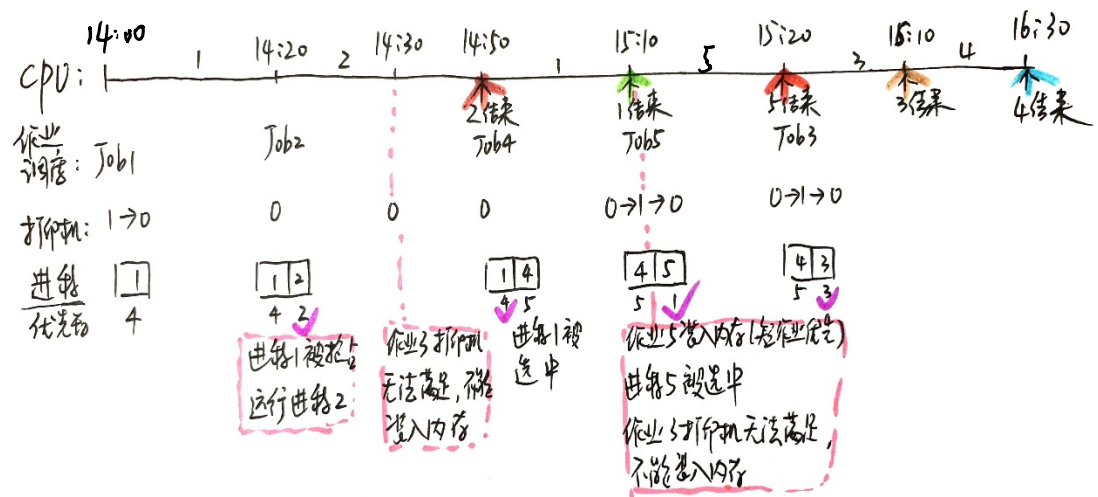 14:00 14:20 14:30 14:50 15:10 15:20 16:10 16:30
CPU: 1 2 1 5 3 4
2结束 1结束 5结束 3结束 4结束
作业调度: Job1 Job2 Job4 Job5 Job3
打印机: 1→0 0 0 0 0→1→0 0→1→0
进程 1 1 2 1 4 4 5 4 3
优先数 4 4 2 4 5 5 1 5 3
进程1被抢占
运行进程2
作业3打印机
无法满足,不能
进入内存
进程1被
选中
作业5进入内存(短作业优先)
进程5被选中
作业3打印机无法满足,
不能进入内存